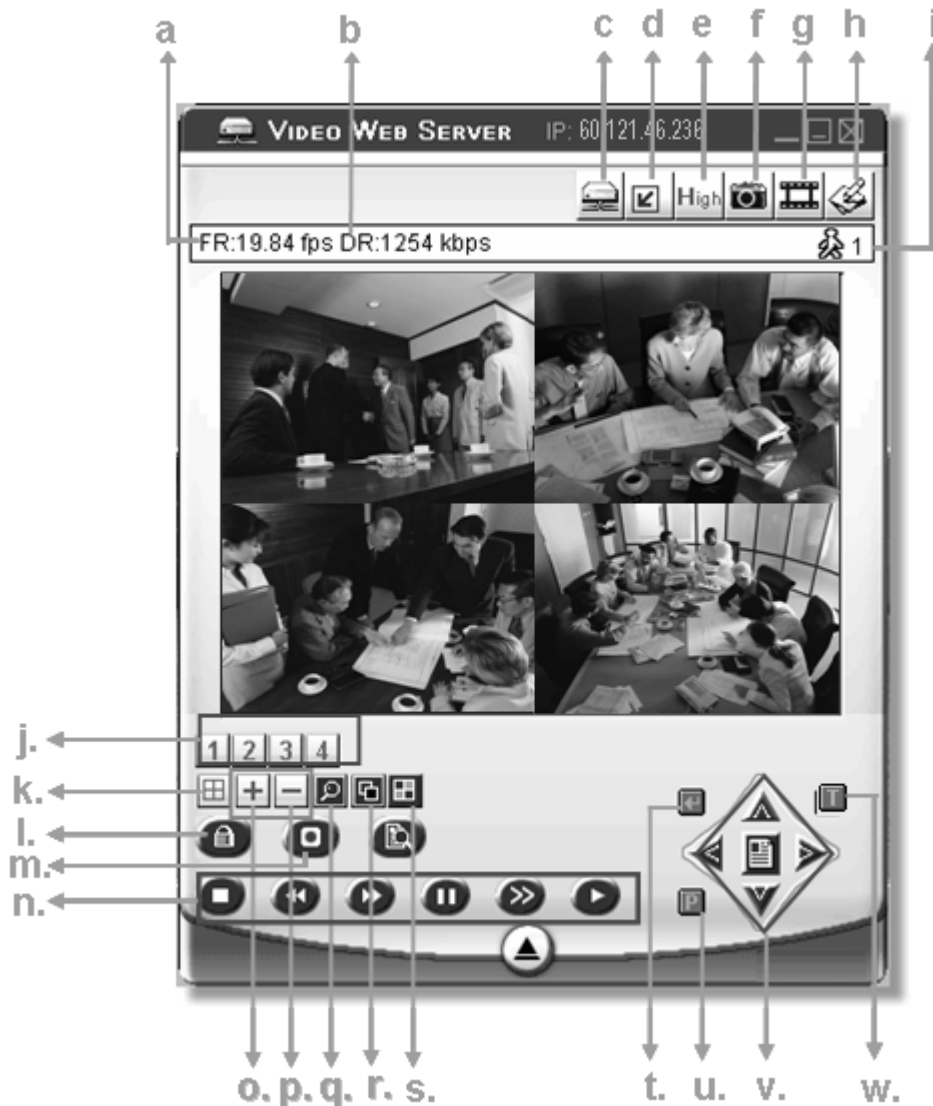 a b c d e f g h i
VIDEO WEB SERVER IP: 60.121.46.236
High
FR:19.84 fps DR:1254 kbps 1
j.
1 2 3 4
k.
T
l.
m.
n.
P
o. p. q. r. s. t. u. v. w.